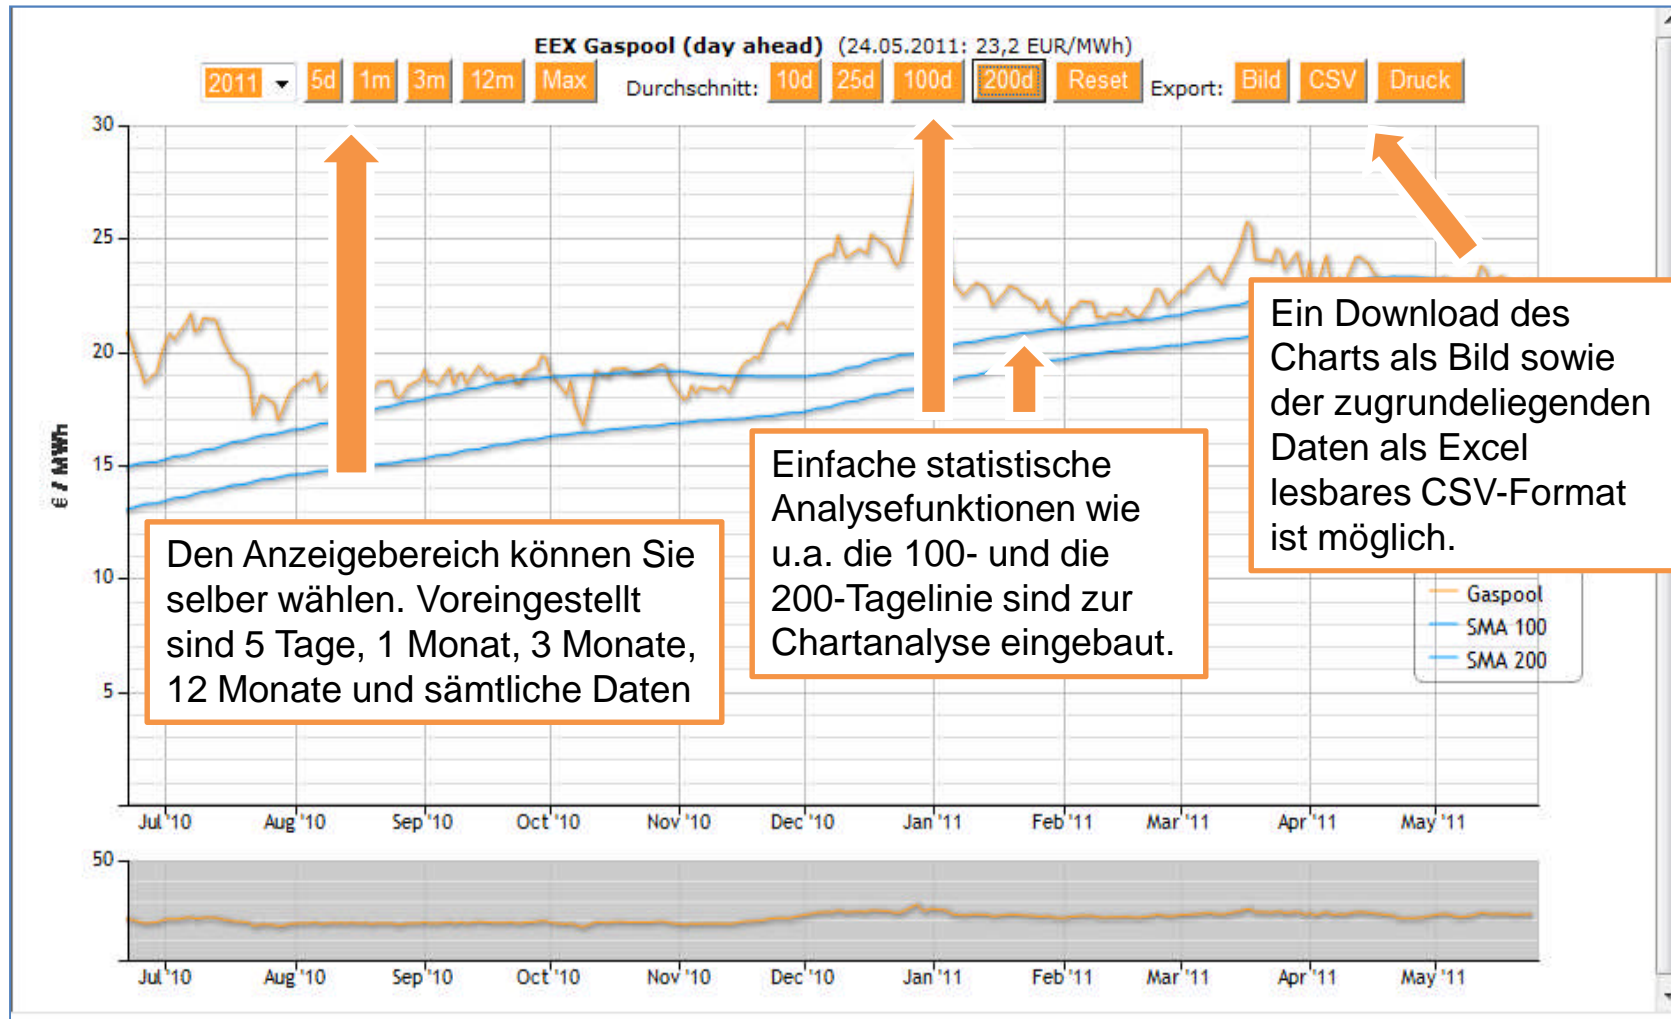 EEX Gaspool (day ahead) (24.05.2011: 23,2 EUR/MWh)
2011 5d 1m 3m 12m Max Durchschnitt: 10d 25d 100d 200d Reset Export: Bild CSV Druck
30
25
20
15
10
5
€ / MWh
Ein Download des
Charts als Bild sowie
der zugrundeliegenden
Daten als Excel
lesbares CSV-Format
ist möglich.
Einfache statistische
Analysefunktionen wie
u.a. die 100- und die
200-Tagelinie sind zur
Chartanalyse eingebaut.
Den Anzeigebereich können Sie
selber wählen. Voreingestellt
sind 5 Tage, 1 Monat, 3 Monate,
12 Monate und sämtliche Daten
Gaspool
SMA 100
SMA 200
Jul'10 Aug'10 Sep'10 Oct'10 Nov'10 Dec'10 Jan'11 Feb'11 Mar'11 Apr'11 May'11
50
Jul'10 Aug'10 Sep'10 Oct'10 Nov'10 Dec'10 Jan'11 Feb'11 Mar'11 Apr'11 May'11